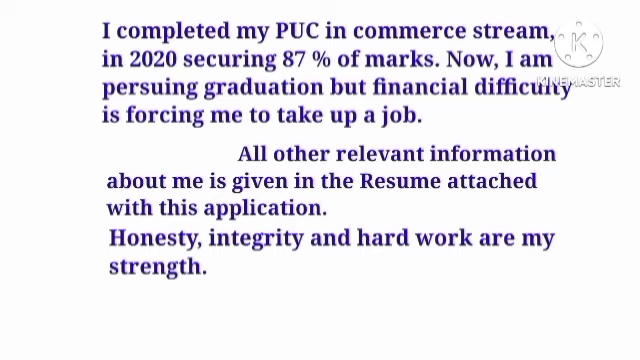 I completed my PUC in commerce stream,
in 2020 securing 87 % of marks. Now, I am
persuing graduation but financial difficulty
is forcing me to take up a job.
All other relevant information
about me is given in the Resume attached
with this application.
Honesty, integrity and hard work are my
strength.
K
KINEMASTER